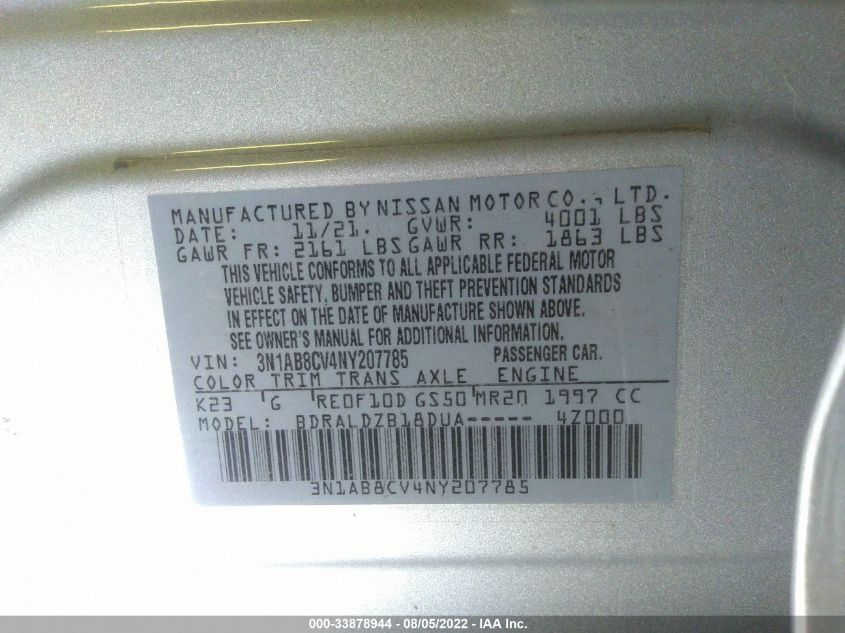 MANUFACTURED BY NISSAN MOTOR CO., LTD.
DATE: 11/21. GVWR: 4001 LBS
GAWR FR: 2161 LBS GAWR RR: 1863 LBS
THIS VEHICLE CONFORMS TO ALL APPLICABLE FEDERAL MOTOR
VEHICLE SAFETY, BUMPER AND THEFT PREVENTION STANDARDS
IN EFFECT ON THE DATE OF MANUFACTURE SHOWN ABOVE.
SEE OWNER'S MANUAL FOR ADDITIONAL INFORMATION.
VIN: 3N1AB8CV4NY207785 PASSENGER CAR.
COLOR TRIM TRANS AXLE ENGINE
K23 G RE0F10D GS50 MR20 1997 CC
MODEL: BDRALDZB18DUA----- 4Z000
3N1AB8CV4NY207785
000-33878944 - 08/05/2022 - IAA Inc.